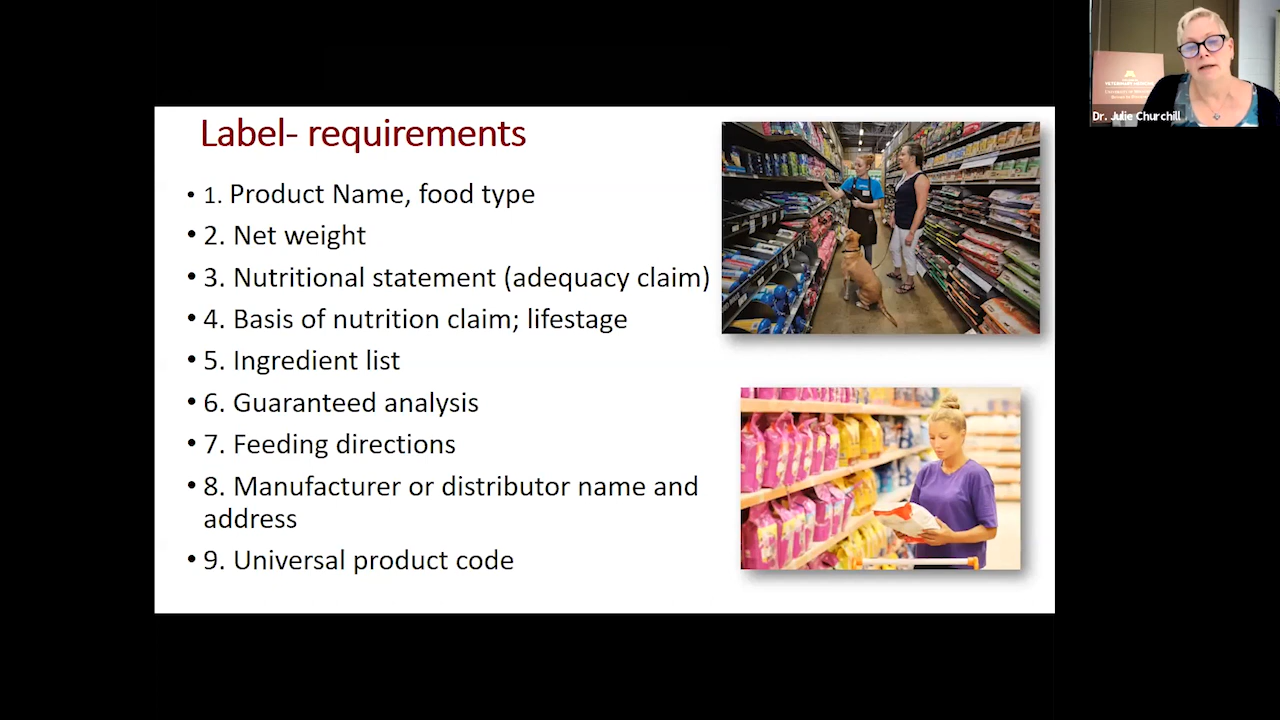 Label- requirements
• 1. Product Name, food type
• 2. Net weight
• 3. Nutritional statement (adequacy claim)
• 4. Basis of nutrition claim; lifestage
• 5. Ingredient list
• 6. Guaranteed analysis
• 7. Feeding directions
• 8. Manufacturer or distributor name and
address
• 9. Universal product code
Dr. Julie Churchill